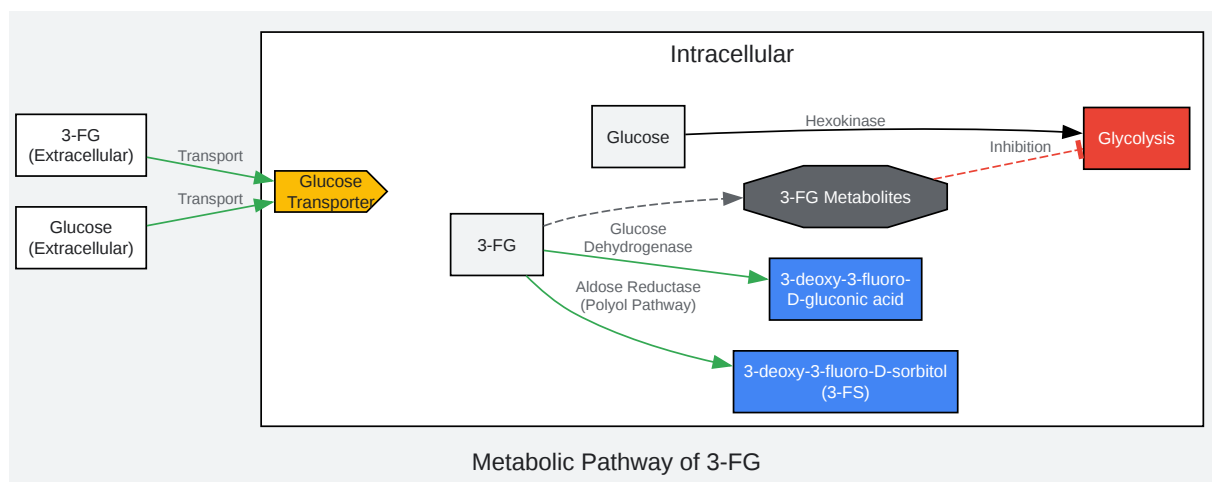 Intracellular
3-FG
(Extracellular)
Transport
Glucose
Transporter
Transport
Glucose
(Extracellular)
Glucose
Hexokinase
Glycolysis
Inhibition
3-FG Metabolites
3-FG
Glucose
Dehydrogenase
3-deoxy-3-fluoro-
D-gluconic acid
Aldose Reductase
(Polyol Pathway)
3-deoxy-3-fluoro-D-sorbitol
(3-FS)
Metabolic Pathway of 3-FG